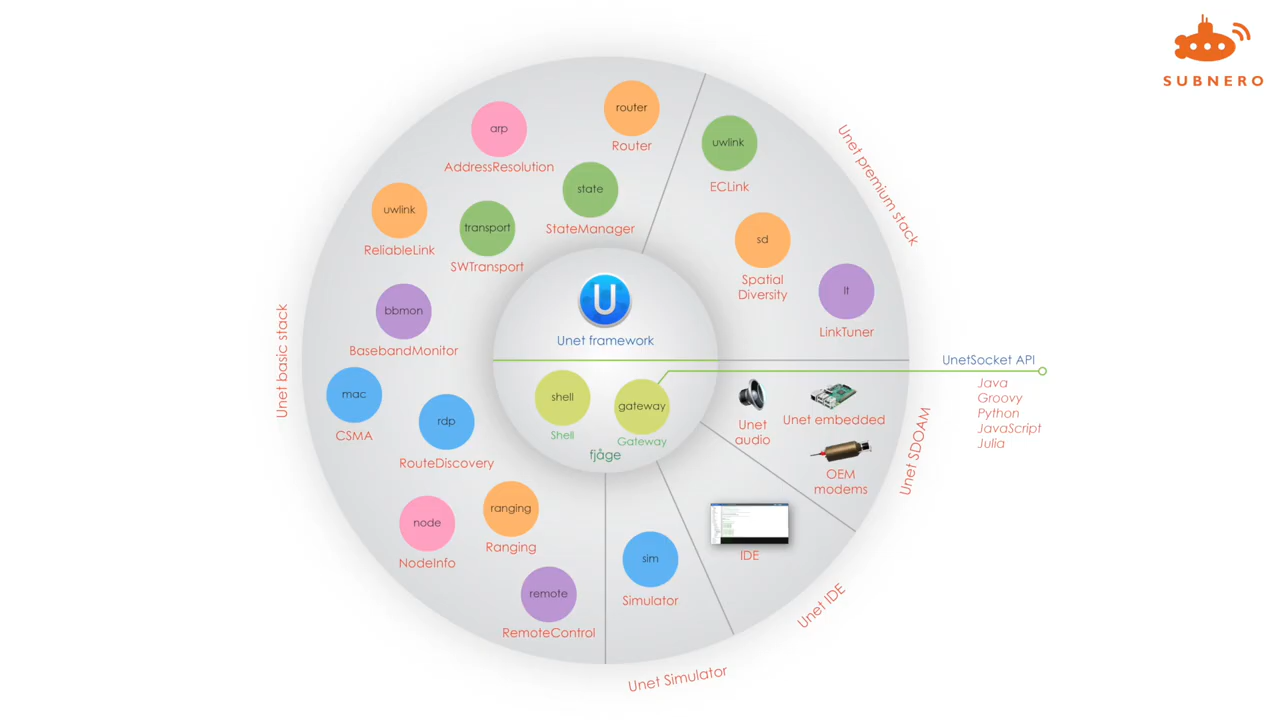 SUBNERO
router
Router
arp
AddressResolution
uwlink
ECLink
Unet premium stack
state
StateManager
uwlink
ReliableLink
transport
SWTransport
sd
Spatial
Diversity
lt
LinkTuner
bbmon
BasebandMonitor
U
Unet framework
Unet basic stack
UnetSocket API
Java
Groovy
Python
JavaScript
Julia
mac
CSMA
rdp
RouteDiscovery
shell
Shell
gateway
Gateway
fjåge
Unet
audio
Unet embedded
OEM
modems
Unet SDOAM
node
NodeInfo
ranging
Ranging
remote
RemoteControl
sim
Simulator
IDE
Unet IDE
Unet Simulator